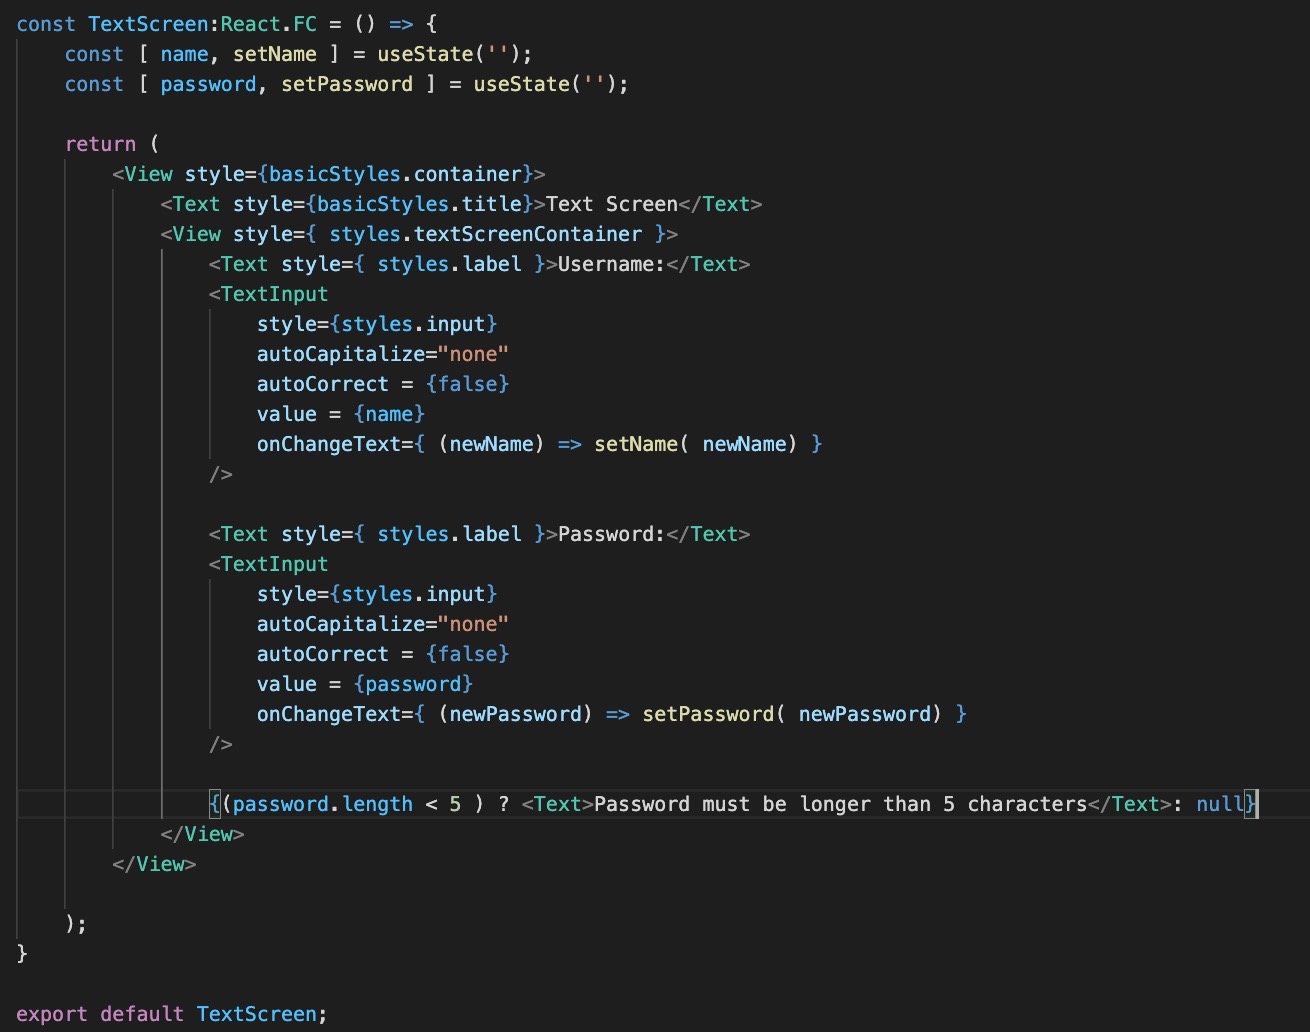 const TextScreen:React.FC = () => {
    const [ name, setName ] = useState('');
    const [ password, setPassword ] = useState('');

    return (
        <View style={basicStyles.container}>
            <Text style={basicStyles.title}>Text Screen</Text>
            <View style={ styles.textScreenContainer }>
                <Text style={ styles.label }>Username:</Text>
                <TextInput
                    style={styles.input}
                    autoCapitalize="none"
                    autoCorrect = {false}
                    value = {name}
                    onChangeText={ (newName) => setName( newName) }
                />

                <Text style={ styles.label }>Password:</Text>
                <TextInput
                    style={styles.input}
                    autoCapitalize="none"
                    autoCorrect = {false}
                    value = {password}
                    onChangeText={ (newPassword) => setPassword( newPassword) }
                />

                {(password.length < 5 ) ? <Text>Password must be longer than 5 characters</Text>: null}
            </View>
        </View>

    );
}

export default TextScreen;